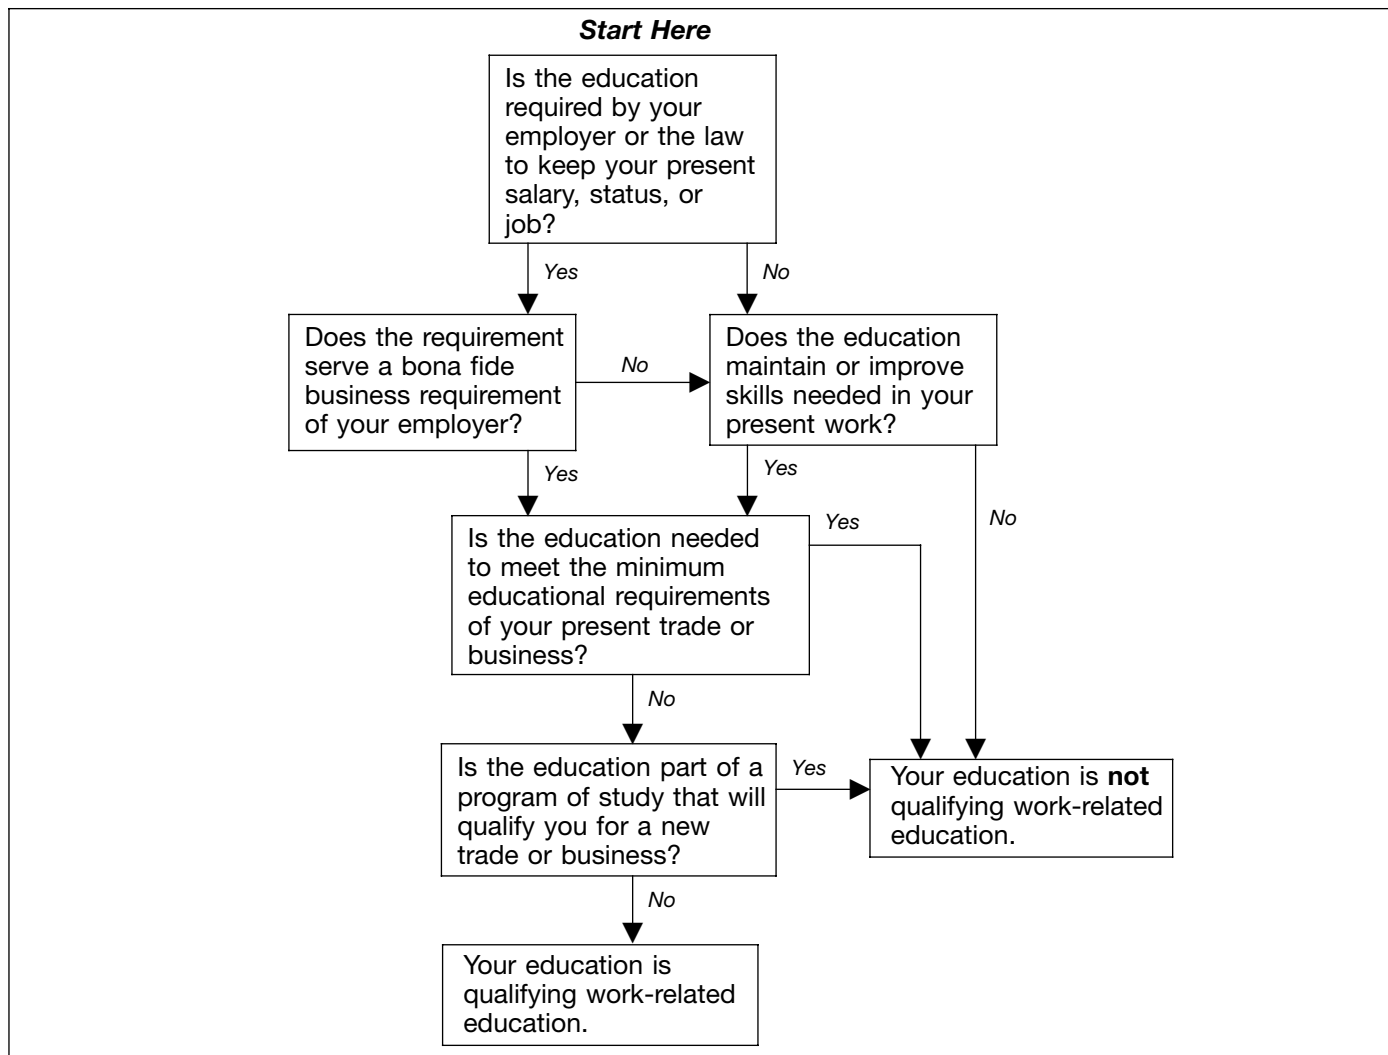 Start Here
Is the education
required by your
employer or the law
to keep your present
salary, status, or
job?
Yes
No
Does the requirement
serve a bona fide
business requirement
of your employer?
No
Does the education
maintain or improve
skills needed in your
present work?
Yes
Yes
No
Is the education needed
to meet the minimum
educational requirements
of your present trade or
business?
Yes
No
Is the education part of a
program of study that will
qualify you for a new
trade or business?
Yes
Your education is not
qualifying work-related
education.
No
Your education is
qualifying work-related
education.